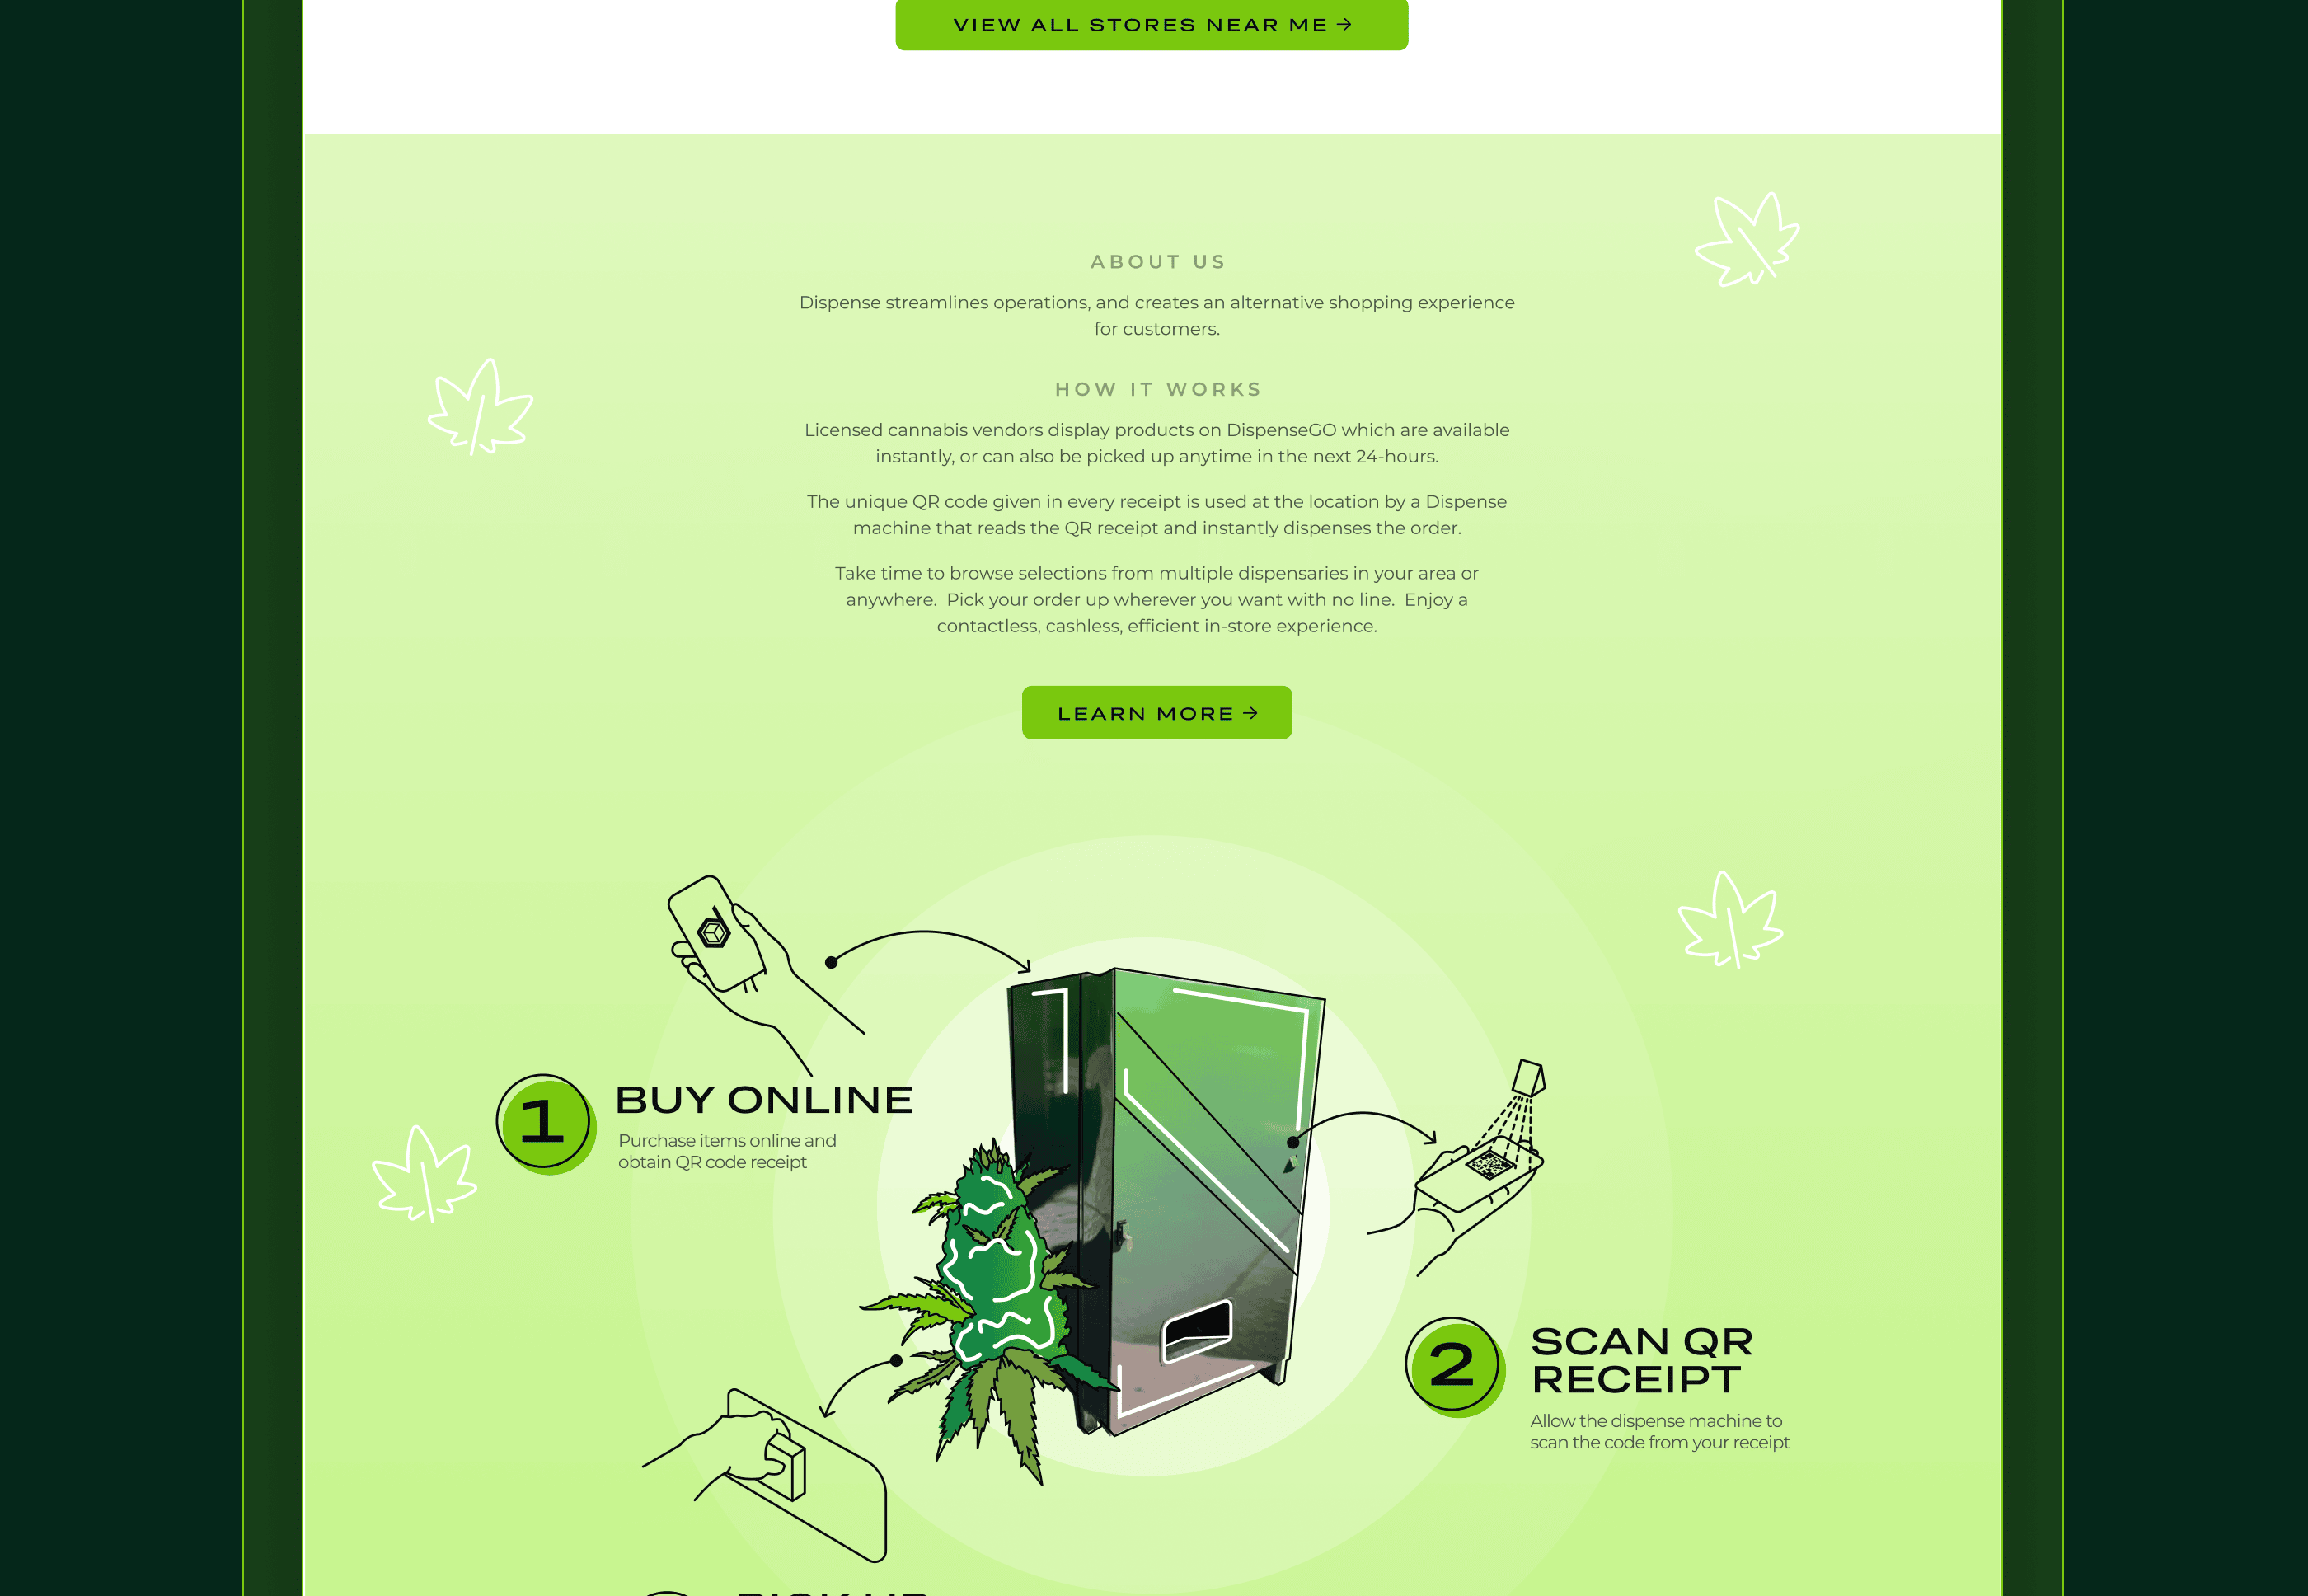 VIEW ALL STORES NEAR ME →
ABOUT US
Dispense streamlines operations, and creates an alternative shopping experience
for customers.
HOW IT WORKS
Licensed cannabis vendors display products on DispenseGO which are available
instantly, or can also be picked up anytime in the next 24-hours.
The unique QR code given in every receipt is used at the location by a Dispense
machine that reads the QR receipt and instantly dispenses the order.
Take time to browse selections from multiple dispensaries in your area or
anywhere.  Pick your order up wherever you want with no line.  Enjoy a
contactless, cashless, efficient in-store experience.
LEARN MORE →
1
BUY ONLINE
Purchase items online and
obtain QR code receipt
2
SCAN QR
RECEIPT
Allow the dispense machine to
scan the code from your receipt